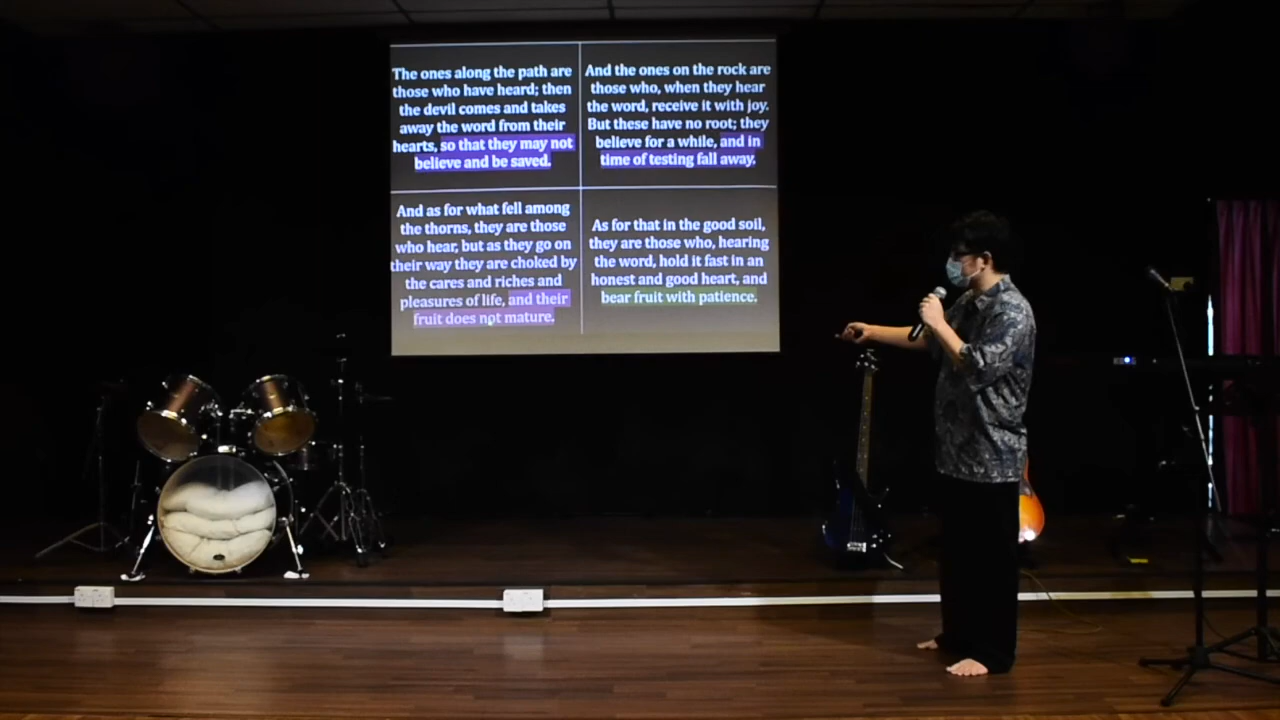 The ones along the path are
those who have heard; then
the devil comes and takes
away the word from their
hearts, so that they may not
believe and be saved.
And the ones on the rock are
those who, when they hear
the word, receive it with joy.
But these have no root; they
believe for a while, and in
time of testing fall away.
And as for what fell among
the thorns, they are those
who hear, but as they go on
their way they are choked by
the cares and riches and
pleasures of life, and their
fruit does not mature.
As for that in the good soil,
they are those who, hearing
the word, hold it fast in an
honest and good heart, and
bear fruit with patience.